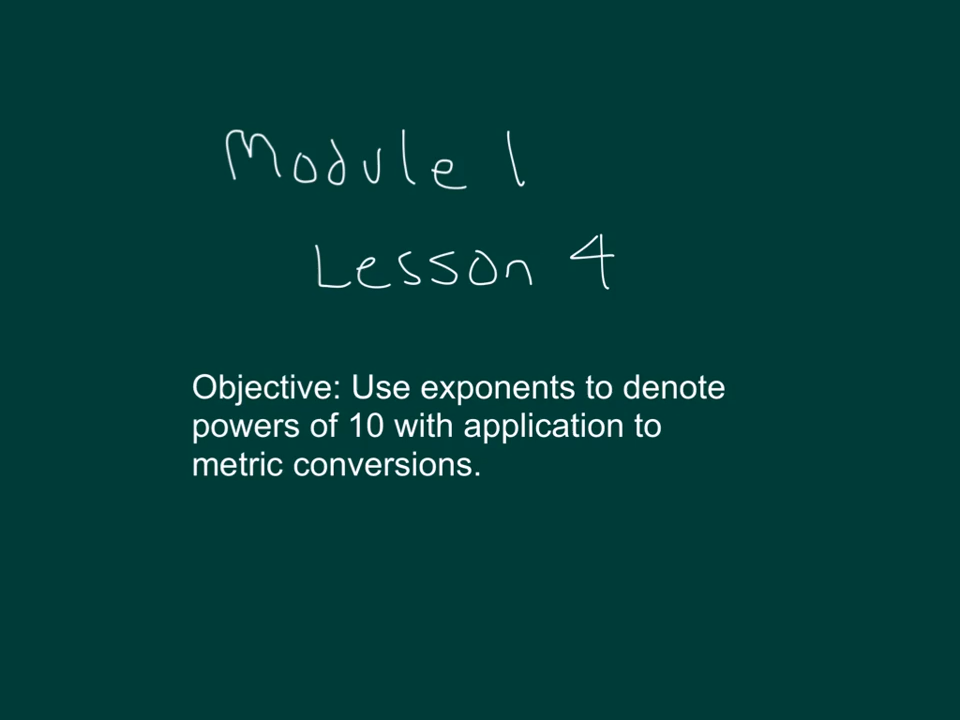 Module 1
Lesson 4
Objective: Use exponents to denote
powers of 10 with application to
metric conversions.